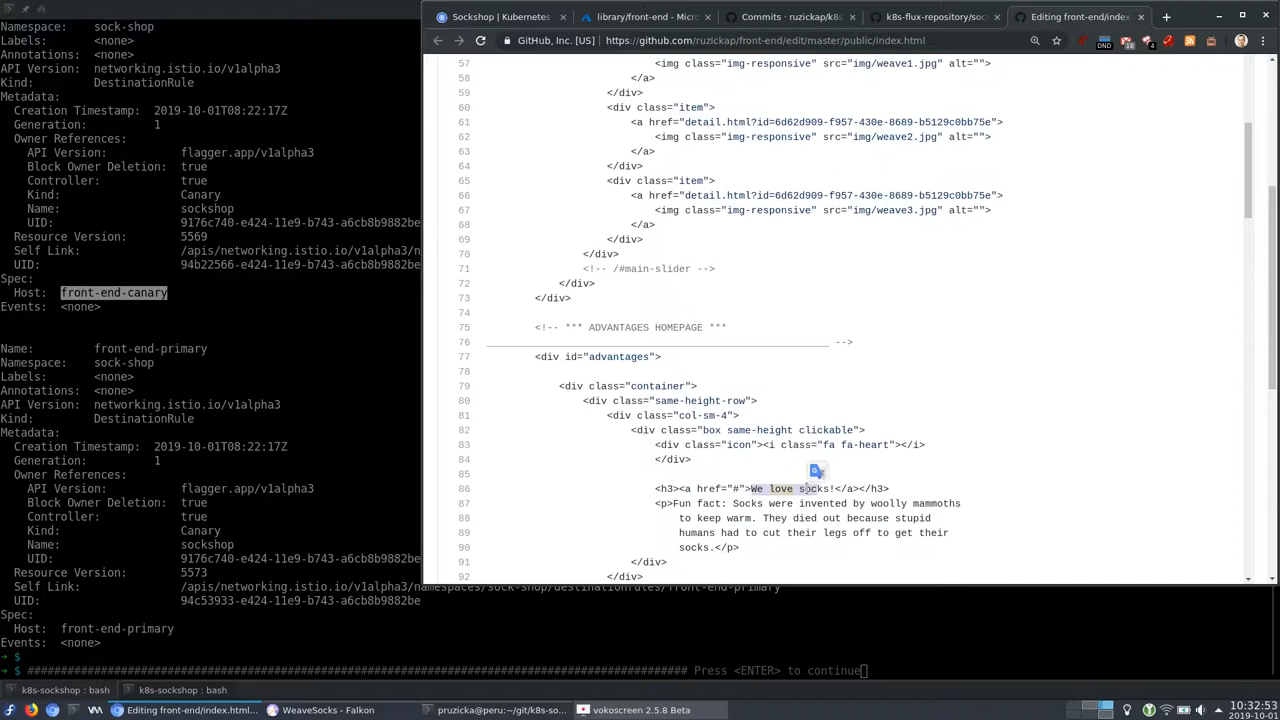 Namespace:    sock-shop
Labels:       <none>
Annotations:  <none>
API Version:  networking.istio.io/v1alpha3
Kind:         DestinationRule
Metadata:
  Creation Timestamp:  2019-10-01T08:22:17Z
  Generation:          1
  Owner References:
    API Version:           flagger.app/v1alpha3
    Block Owner Deletion:  true
    Controller:            true
    Kind:                  Canary
    Name:                  sockshop
    UID:                   9176c740-e424-11e9-b743-a6cb8b9882be
  Resource Version:        5569
  Self Link:               /apis/networking.istio.io/v1alpha3/n
  UID:                     94b22566-e424-11e9-b743-a6cb8b9882be
Spec:
  Host:  front-end-canary
Events:  <none>
Name:         front-end-primary
Namespace:    sock-shop
Labels:       <none>
Annotations:  <none>
API Version:  networking.istio.io/v1alpha3
Kind:         DestinationRule
Metadata:
  Creation Timestamp:  2019-10-01T08:22:17Z
  Generation:          1
  Owner References:
    API Version:           flagger.app/v1alpha3
    Block Owner Deletion:  true
    Controller:            true
    Kind:                  Canary
    Name:                  sockshop
    UID:                   9176c740-e424-11e9-b743-a6cb8b9882be
  Resource Version:        5573
  Self Link:               /apis/networking.istio.io/v1alpha3/namespaces/sock-shop/destinationrules/front-end-primary
  UID:                     94c53933-e424-11e9-b743-a6cb8b9882be
Spec:
  Host:  front-end-primary
Events:  <none>
➜ $
➜ $ ################################################################################################### Press <ENTER> to continue
Sockshop | Kubernetes
library/front-end - Micro
Commits · ruzickap/k8s
k8s-flux-repository/soc
Editing front-end/index
GitHub, Inc. [US] | https://github.com/ruzickap/front-end/edit/master/public/index.html
57 <img class="img-responsive" src="img/weave1.jpg" alt="">
58 </a>
59 </div>
60 <div class="item">
61 <a href="detail.html?id=6d62d909-f957-430e-8689-b5129c0bb75e">
62 <img class="img-responsive" src="img/weave2.jpg" alt="">
63 </a>
64 </div>
65 <div class="item">
66 <a href="detail.html?id=6d62d909-f957-430e-8689-b5129c0bb75e">
67 <img class="img-responsive" src="img/weave3.jpg" alt="">
68 </a>
69 </div>
70 </div>
71 <!-- /#main-slider -->
72 </div>
73 </div>
74
75 <!-- *** ADVANTAGES HOMEPAGE ***
76 _________________________________________________________ -->
77 <div id="advantages">
78
79 <div class="container">
80 <div class="same-height-row">
81 <div class="col-sm-4">
82 <div class="box same-height clickable">
83 <div class="icon"><i class="fa fa-heart"></i>
84 </div>
85
86 <h3><a href="#">We love socks!</a></h3>
87 <p>Fun fact: Socks were invented by woolly mammoths
88 to keep warm. They died out because stupid
89 humans had to cut their legs off to get their
90 socks.</p>
91 </div>
92 </div>
k8s-sockshop : bash
k8s-sockshop : bash
Editing front-end/index.html...
WeaveSocks - Falkon
pruzicka@peru:~/git/k8s-so...
vokoscreen 2.5.8 Beta
10:32:53
2019-10-01